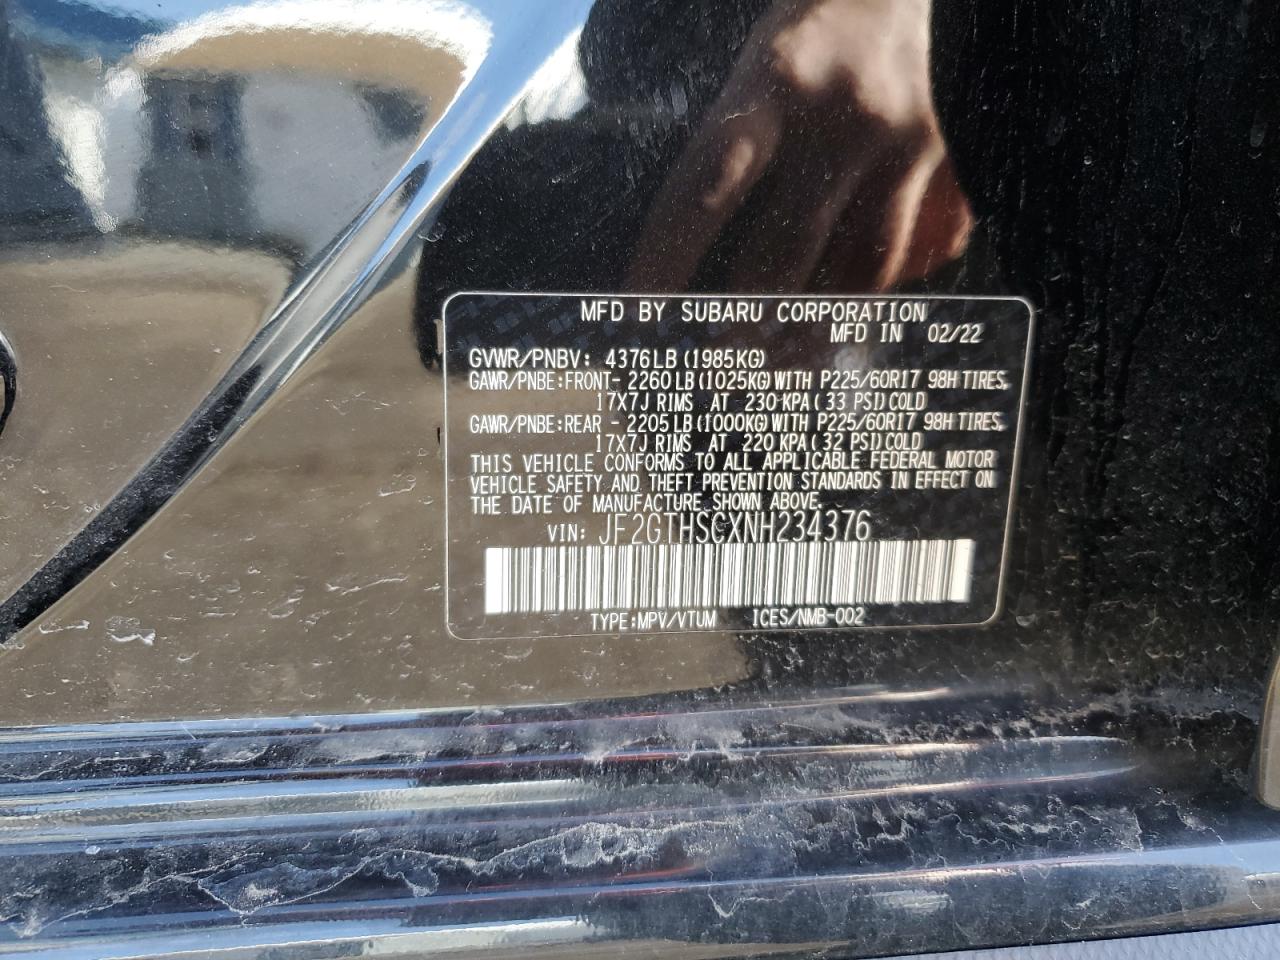 MFD BY SUBARU CORPORATION
MFD IN 02/22
GVWR/PNBV: 4376LB (1985KG)
GAWR/PNBE:FRONT- 2260 LB (1025KG) WITH P225/60R17 98H TIRES,
17X7J RIMS AT 230 KPA ( 33 PSI) COLD
GAWR/PNBE:REAR - 2205 LB (1000KG) WITH P225/60R17 98H TIRES,
17X7J RIMS AT 220 KPA ( 32 PSI) COLD
THIS VEHICLE CONFORMS TO ALL APPLICABLE FEDERAL MOTOR
VEHICLE SAFETY AND THEFT PREVENTION STANDARDS IN EFFECT ON
THE DATE OF MANUFACTURE SHOWN ABOVE.
VIN: JF2GTHSCXNH234376
TYPE:MPV/VTUM ICES/NMB-002